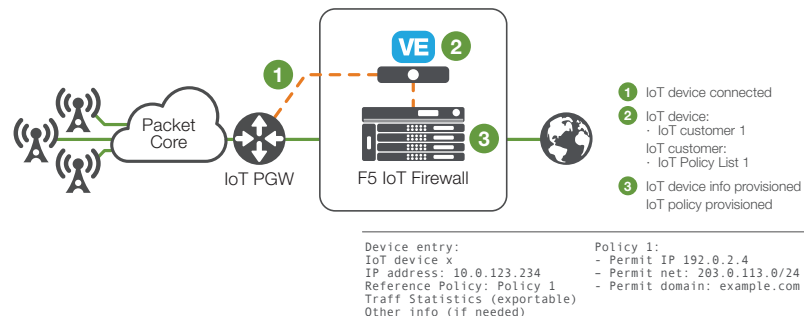 VE
2
1
Packet
Core
IoT PGW
3
F5 IoT Firewall
1 IoT device connected
2 IoT device:
· IoT customer 1
IoT customer:
· IoT Policy List 1
3 IoT device info provisioned
IoT policy provisioned
Device entry:
IoT device x
IP address: 10.0.123.234
Reference Policy: Policy 1
Traff Statistics (exportable)
Other info (if needed)
Policy 1:
- Permit IP 192.0.2.4
– Permit net: 203.0.113.0/24
- Permit domain: example.com